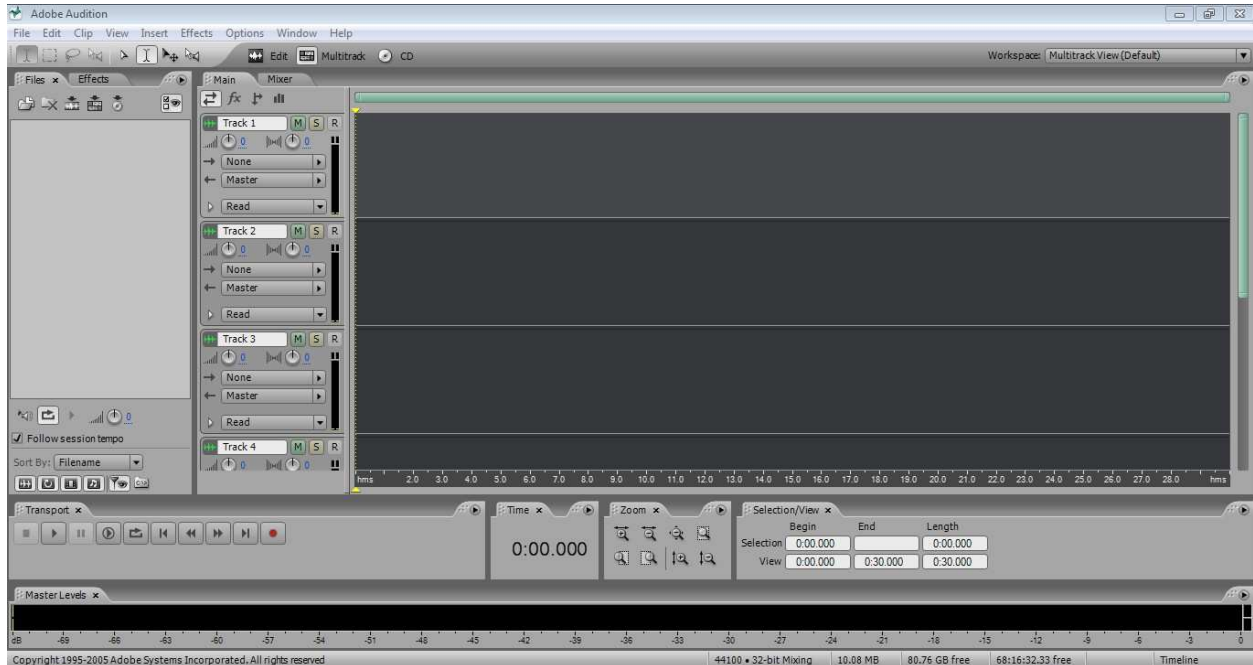 Adobe Audition
File Edit Clip View Insert Effects Options Window Help
Edit Multitrack CD
Workspace: Multitrack View (Default)
Files x Effects
Main Mixer
fx
Track 1 M S R
0 0
None
Master
Read
Track 2 M S R
0 0
None
Master
Read
Track 3 M S R
0 0
None
Master
Read
Track 4 M S R
0 0
0
Follow session tempo
Sort By: Filename
hms 2.0 3.0 4.0 5.0 6.0 7.0 8.0 9.0 10.0 11.0 12.0 13.0 14.0 15.0 16.0 17.0 18.0 19.0 20.0 21.0 22.0 23.0 24.0 25.0 26.0 27.0 28.0 hms
Transport x
Time x
0:00.000
Zoom x
Selection/View x
Begin End Length
Selection 0:00.000 0:00.000
View 0:00.000 0:30.000 0:30.000
Master Levels x
dB -69 -66 -63 -60 -57 -54 -51 -48 -45 -42 -39 -36 -33 -30 -27 -24 -21 -18 -15 -12 -9 -6 -3 0
Copyright 1995-2005 Adobe Systems Incorporated. All rights reserved
44100 • 32-bit Mixing 10.08 MB 80.76 GB free 68:16:32.33 free Timeline